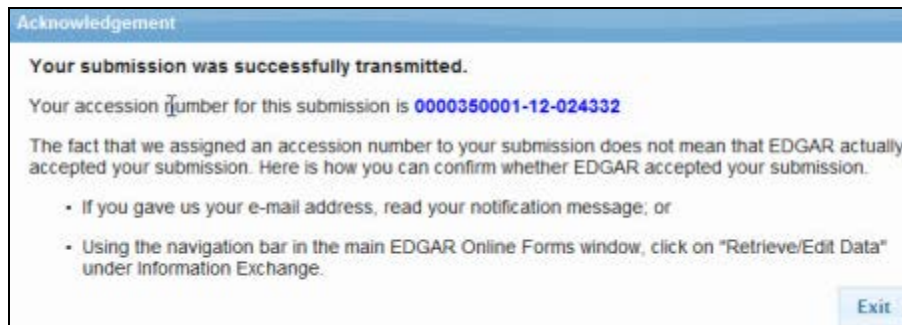 Acknowledgement
Your submission was successfully transmitted.
Your accession number for this submission is 0000350001-12-024332
The fact that we assigned an accession number to your submission does not mean that EDGAR actually
accepted your submission. Here is how you can confirm whether EDGAR accepted your submission.
• If you gave us your e-mail address, read your notification message; or
• Using the navigation bar in the main EDGAR Online Forms window, click on "Retrieve/Edit Data"
under Information Exchange.
Exit